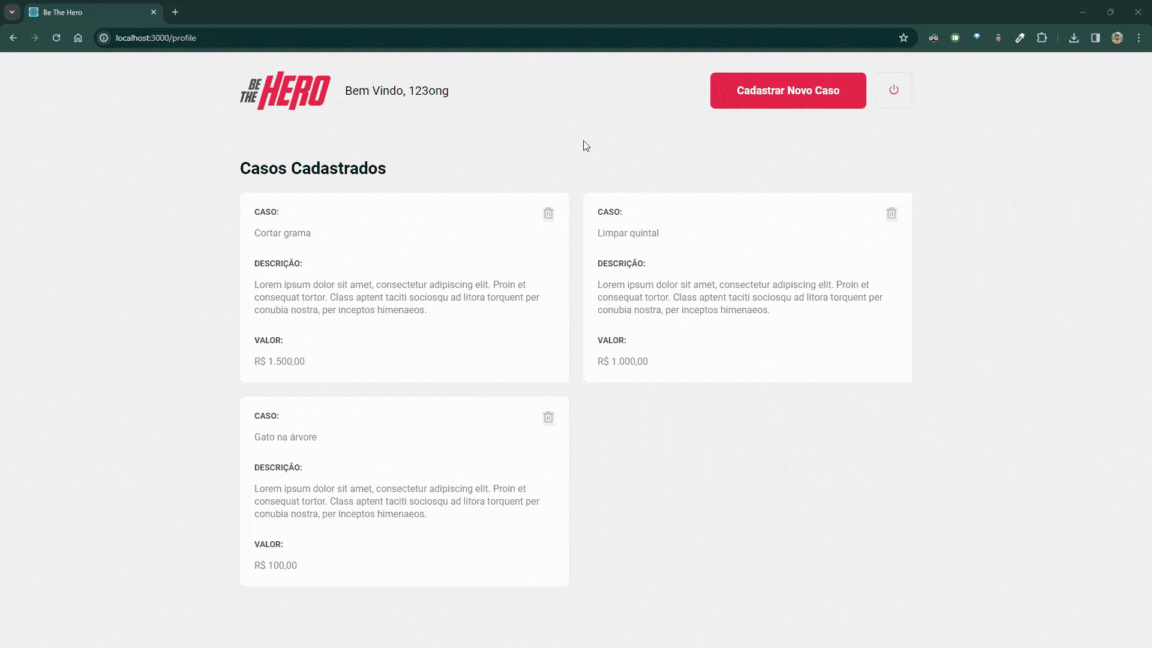 Be The Hero
localhost:3000/profile
BE THE HERO
Bem Vindo, 123ong
Cadastrar Novo Caso
Casos Cadastrados
CASO:
Cortar grama
DESCRIÇÃO:
Lorem ipsum dolor sit amet, consectetur adipiscing elit. Proin et
consequat tortor. Class aptent taciti sociosqu ad litora torquent per
conubia nostra, per inceptos himenaeos.
VALOR:
R$ 1.500,00
CASO:
Limpar quintal
DESCRIÇÃO:
Lorem ipsum dolor sit amet, consectetur adipiscing elit. Proin et
consequat tortor. Class aptent taciti sociosqu ad litora torquent per
conubia nostra, per inceptos himenaeos.
VALOR:
R$ 1.000,00
CASO:
Gato na árvore
DESCRIÇÃO:
Lorem ipsum dolor sit amet, consectetur adipiscing elit. Proin et
consequat tortor. Class aptent taciti sociosqu ad litora torquent per
conubia nostra, per inceptos himenaeos.
VALOR:
R$ 100,00